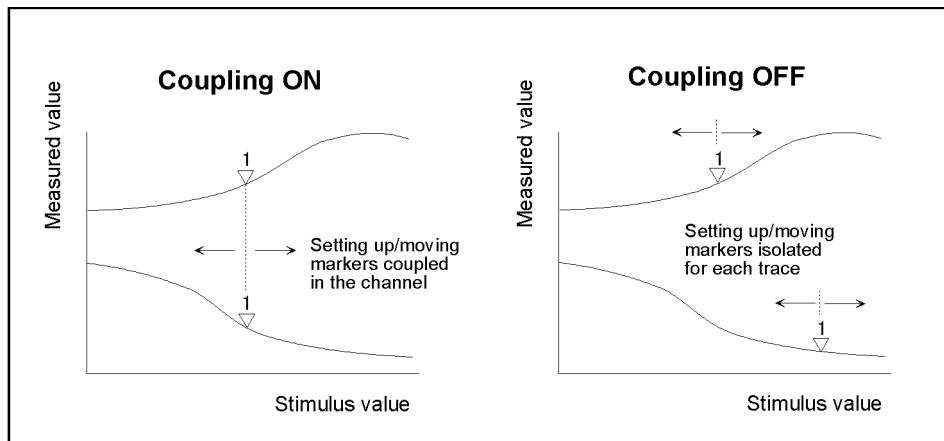 Coupling ON
Measured value
1
Setting up/moving
markers coupled
in the channel
1
Stimulus value
Coupling OFF
Measured value
1
Setting up/moving
markers isolated
for each trace
1
Stimulus value